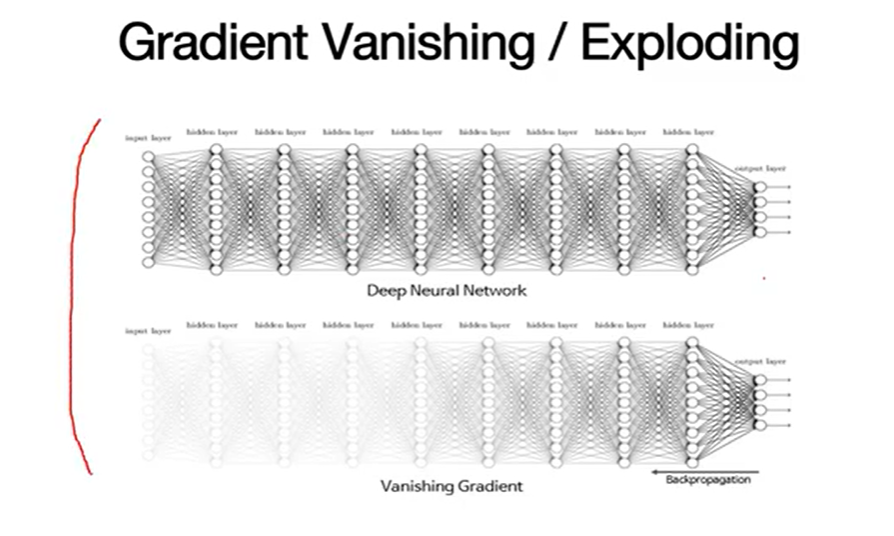 Gradient Vanishing / Exploding
input layer hidden layer hidden layer hidden layer hidden layer hidden layer hidden layer hidden layer hidden layer output layer
Deep Neural Network
input layer hidden layer hidden layer hidden layer hidden layer hidden layer hidden layer hidden layer hidden layer output layer
Backpropagation
Vanishing Gradient